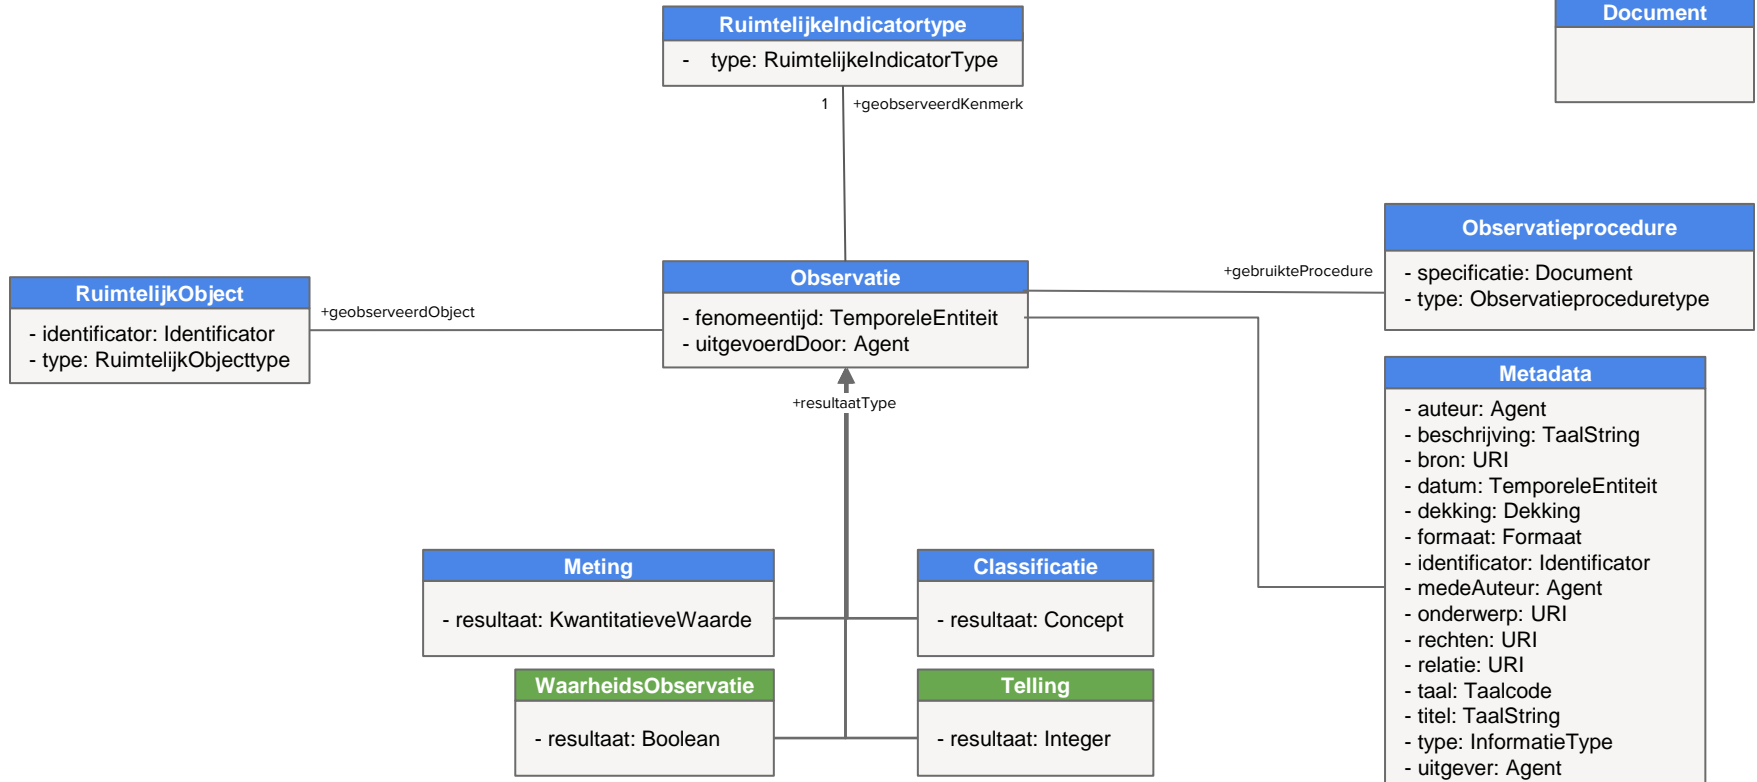 RuimtelijkeIndicatortype
- type: RuimtelijkeIndicatorType
Document
1 +geobserveerdKenmerk
Observatieprocedure
- specificatie: Document
- type: Observatieproceduretype
+gebruikteProcedure
Observatie
- fenomeentijd: TemporeleEntiteit
- uitgevoerdDoor: Agent
RuimtelijkObject
- identificator: Identificator
- type: RuimtelijkObjecttype
+geobserveerdObject
+resultaatType
Metadata
- auteur: Agent
- beschrijving: TaalString
- bron: URI
- datum: TemporeleEntiteit
- dekking: Dekking
- formaat: Formaat
- identificator: Identificator
- medeAuteur: Agent
- onderwerp: URI
- rechten: URI
- relatie: URI
- taal: Taalcode
- titel: TaalString
- type: InformatieType
- uitgever: Agent
Meting
- resultaat: KwantitatieveWaarde
Classificatie
- resultaat: Concept
WaarheidsObservatie
- resultaat: Boolean
Telling
- resultaat: Integer